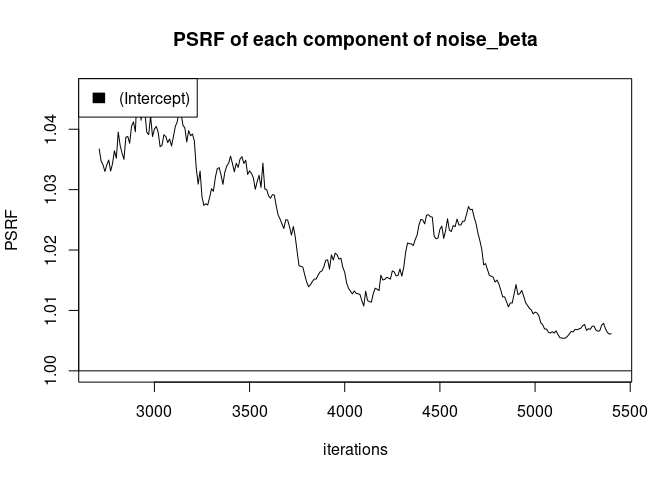 PSRF of each component of noise_beta
(Intercept)
PSRF
1.04
1.03
1.02
1.01
1.00
3000 3500 4000 4500 5000 5500
iterations